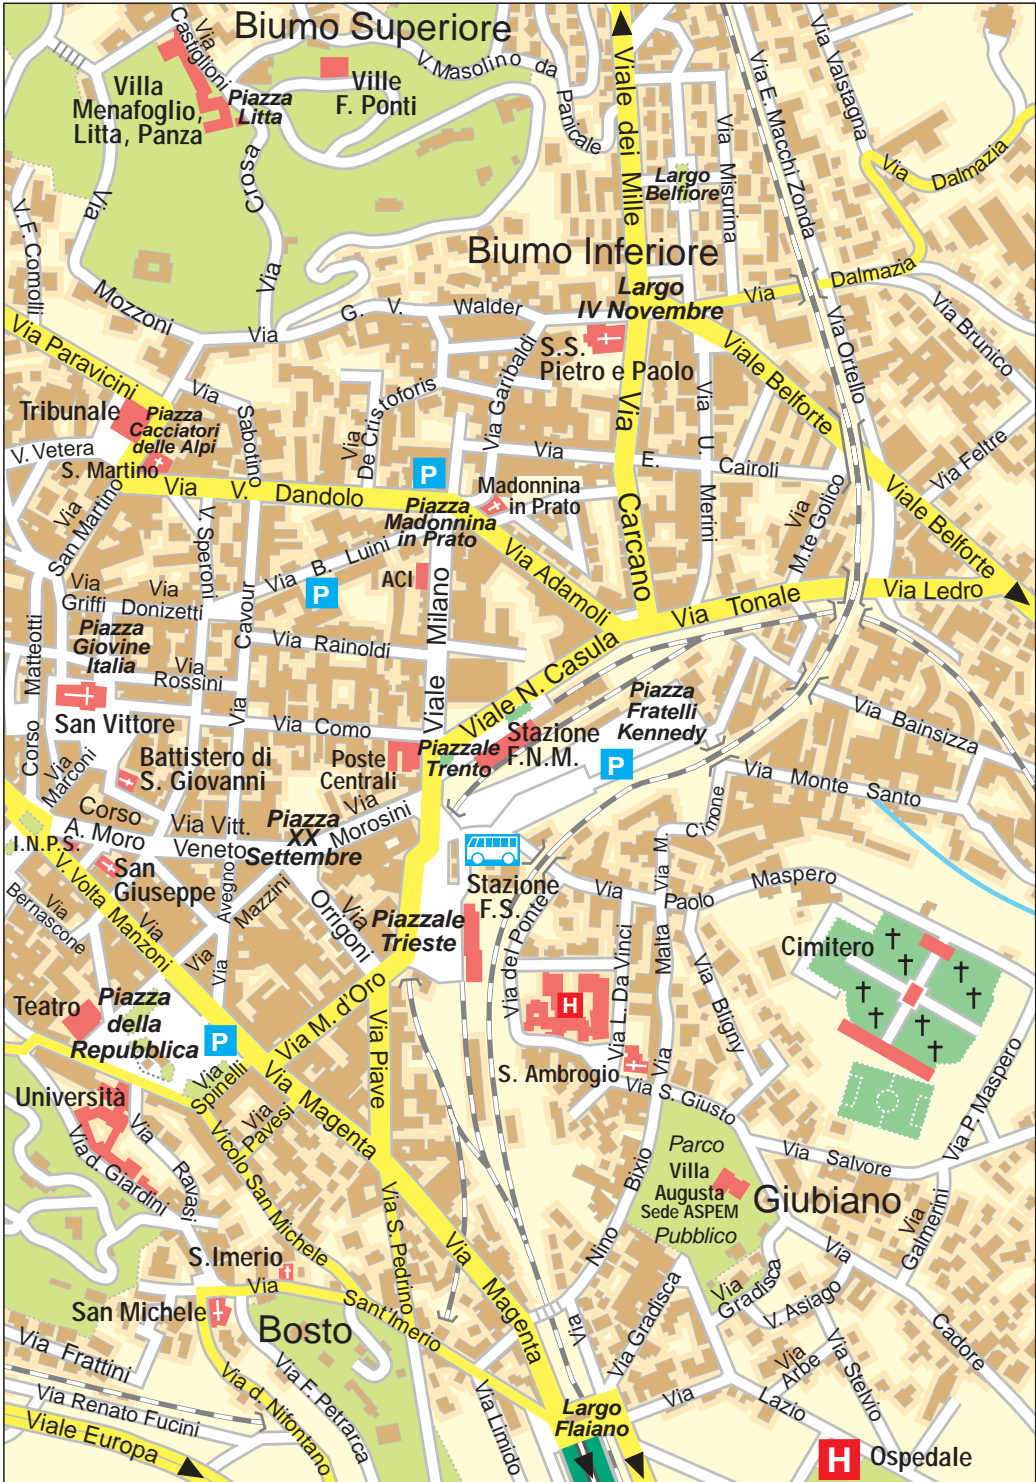 Biumo Superiore
Via
Castiglioni
V. Masolino da
Panicale
Viale dei Mille
Via Valstagna
Via E. Macchi Zonda
Villa
Menafoglio,
Litta, Panza
Piazza
Litta
Ville
F. Ponti
Via
Misurina
Via
Dalmazia
Largo
Belfiore
V. F. Comolli
Via
Mozzoni
Grosa
Via
Biumo Inferiore
Largo
IV Novembre
Via
Dalmazia
Via Brunico
Via
G. V. Walder
Via Paravicini
Via
Sabotino
S.S.
Pietro e Paolo
Via Ortello
Viale Belforte
Tribunale
Piazza
Cacciatori
delle Alpi
Via
De Cristoforis
Via Garibaldi
Via
Carcano
Via
U.
Merini
V. Vetera
S. Martino
Via
E.
Cairoli
Via Feltre
Via V. Dandolo
P
Madonnina
in Prato
Piazza
Madonnina
in Prato
Via
M.te Golico
Viale Belforte
Via
San Martino
V. Speroni
Via B. Luini
P
ACI
Via Adamoli
Via Tonale
Via Ledro
Via
Griffi
Via
Donizetti
Cavour
Via
Via Rainoldi
Viale Milano
Piazza
Giovine
Italia
Via
Rossini
Viale N. Casula
Corso Matteotti
San Vittore
Via Como
Piazza
Fratelli
Kennedy
Via Bainsizza
Poste
Centrali
Piazzale
Trento
Stazione
F.N.M.
P
Via
Marconi
Battistero di
S. Giovanni
Via Monte Santo
Corso
A. Moro
Via Vitt.
Veneto
Piazza
XX
Settembre
Via
Morosini
Via M.
Cimone
I.N.P.S.
San
Giuseppe
Avegno
Via
Mazzini
Via
Via
Orrigoni
Stazione
F.S.
Via
Paolo
Maspero
Via
Bernascone
V. Volta
Manzoni
Via
Piazzale
Trieste
Via del Ponte
Via L. Da Vinci
Malta
Via
Via Bligny
Cimitero
Teatro
Piazza
della
Repubblica
P
Via M. d'Oro
Via Piave
H
S. Ambrogio
Via S. Giusto
Via
Spinelli
Via
Pavesi
Via
Magenta
Università
Via
Ravasi
Via d. Giardini
Vicolo San Michele
Via S. Pedrino
Via
Magenta
Nino
Bixio
Parco
Villa
Augusta
Sede ASPEM
Pubblico
Via Salvore
Giubiano
Via P. Maspero
Via
Galmerini
S.Imerio
Via
Sant'Imerio
San Michele
Bosto
Via
Via Gradisca
Via
Gradisca
V. Asiago
Via
Cadore
Via Frattini
Via Renato Fucini
Viale Europa
Via d. Nifontano
Via F. Petrarca
Via Limido
Via
Arbe
Via Stelvio
Via
Lazio
Largo
Flaiano
H
Ospedale